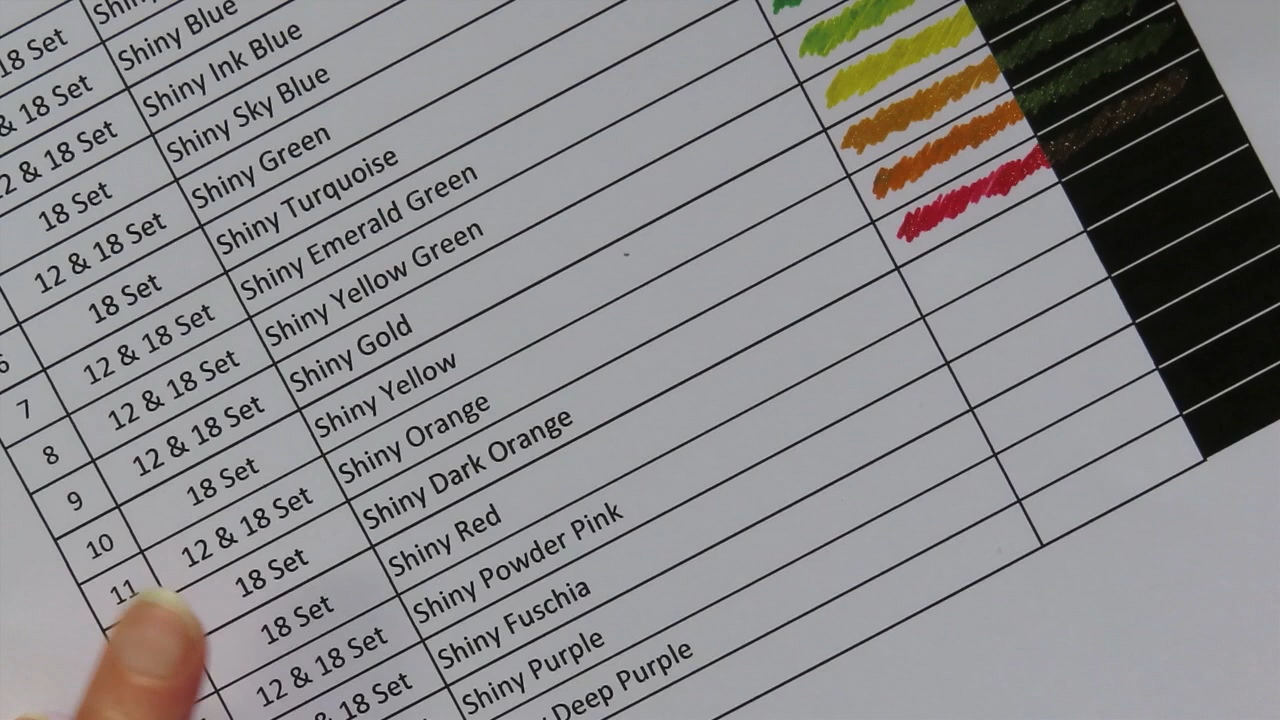 18 Set Shiny
& 18 Set Shiny Blue
2 & 18 Set Shiny Ink Blue
18 Set Shiny Sky Blue
12 & 18 Set Shiny Green
6 18 Set Shiny Turquoise
7 12 & 18 Set Shiny Emerald Green
8 12 & 18 Set Shiny Yellow Green
9 12 & 18 Set Shiny Gold
10 18 Set Shiny Yellow
11 12 & 18 Set Shiny Orange
18 Set Shiny Dark Orange
18 Set Shiny Red
12 & 18 Set Shiny Powder Pink
& 18 Set Shiny Fuschia
Shiny Purple
Deep Purple